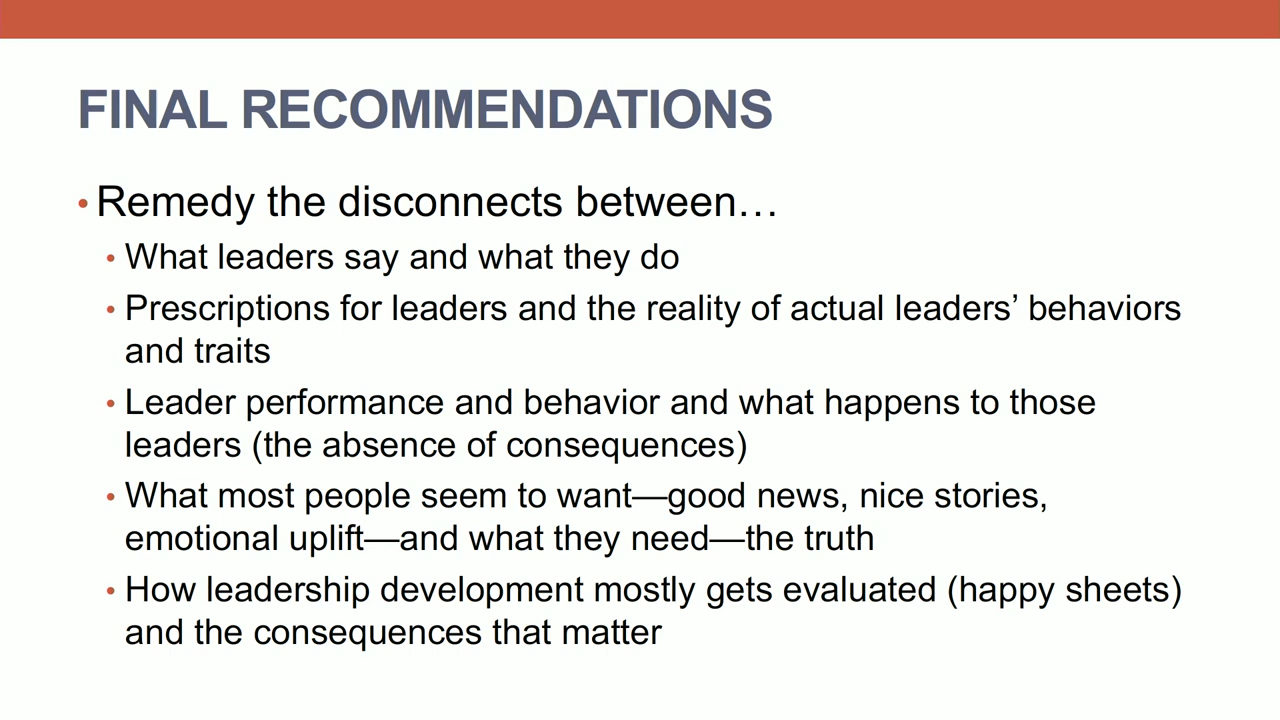 FINAL RECOMMENDATIONS
• Remedy the disconnects between…
• What leaders say and what they do
• Prescriptions for leaders and the reality of actual leaders’ behaviors
and traits
• Leader performance and behavior and what happens to those
leaders (the absence of consequences)
• What most people seem to want—good news, nice stories,
emotional uplift—and what they need—the truth
• How leadership development mostly gets evaluated (happy sheets)
and the consequences that matter